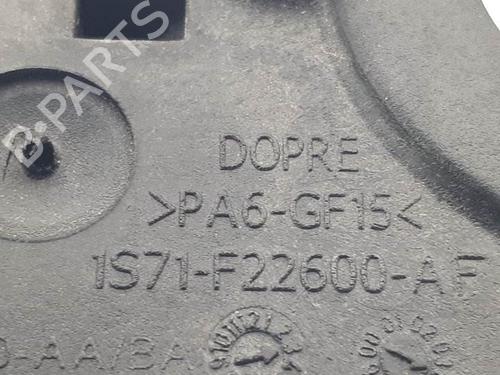 B-PARTS
DOPRE
>PA6-GF15<
1S71-F22600-AF
-AA/BA